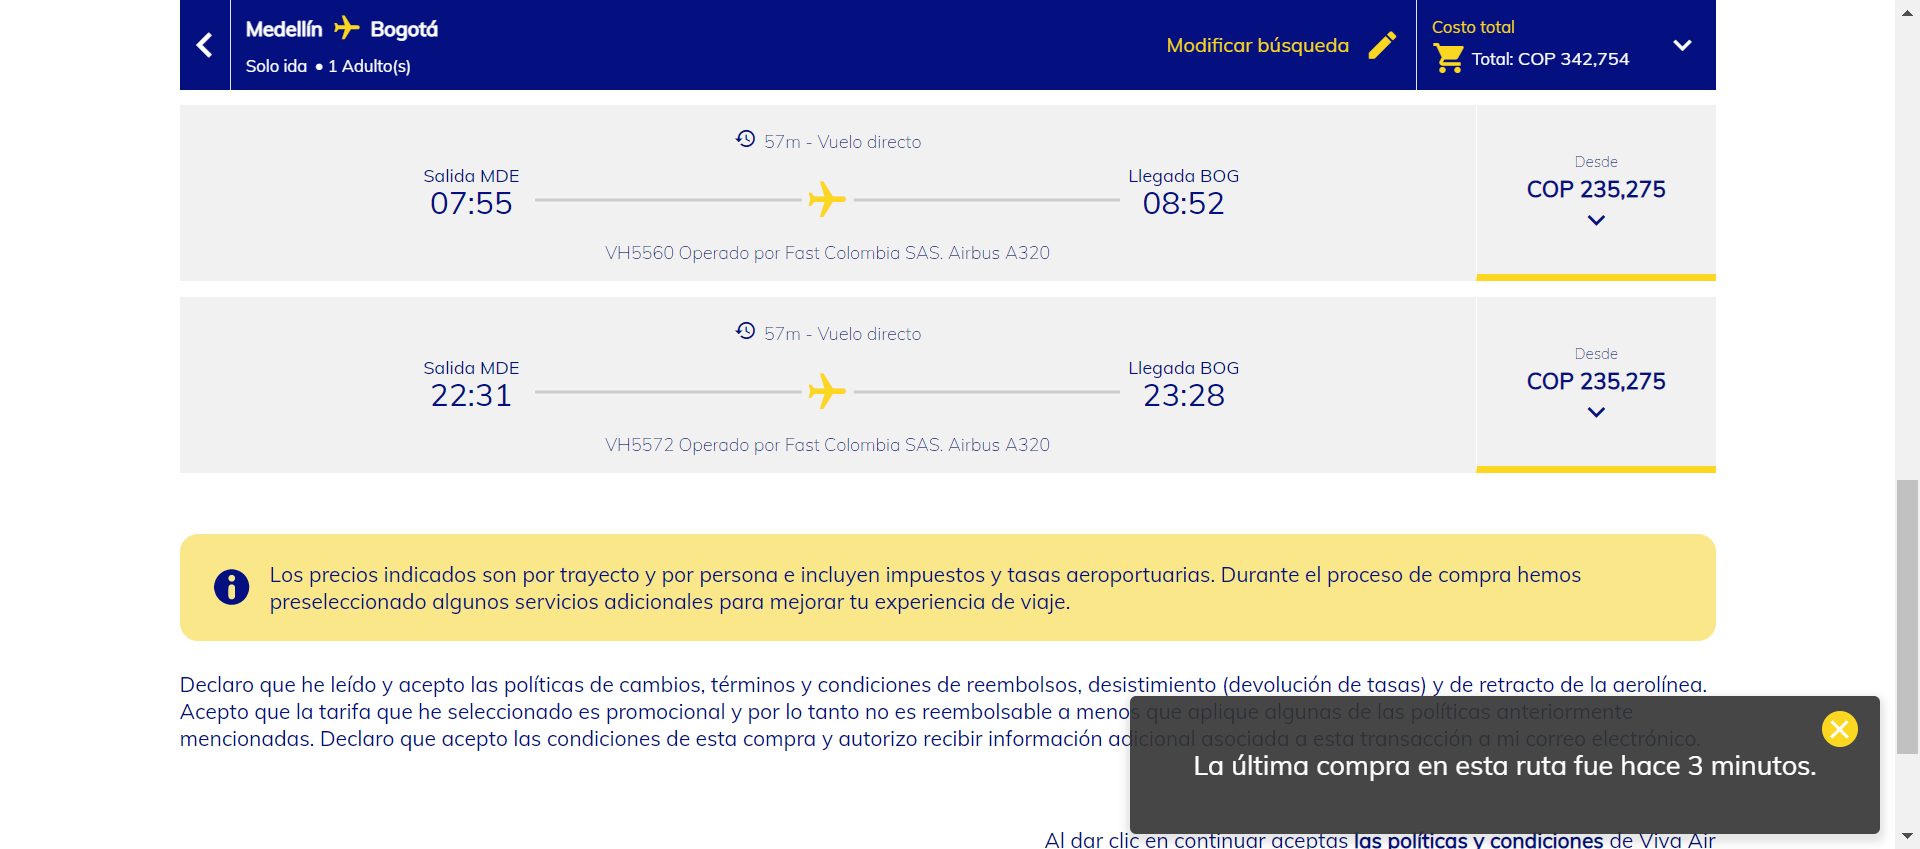 Medellín Bogotá
Solo ida • 1 Adulto(s)
Modificar búsqueda
Costo total
Total: COP 342,754
57m - Vuelo directo
Salida MDE
07:55
Llegada BOG
08:52
VH5560 Operado por Fast Colombia SAS. Airbus A320
Desde
COP 235,275
57m - Vuelo directo
Salida MDE
22:31
Llegada BOG
23:28
VH5572 Operado por Fast Colombia SAS. Airbus A320
Desde
COP 235,275
Los precios indicados son por trayecto y por persona e incluyen impuestos y tasas aeroportuarias. Durante el proceso de compra hemos
preseleccionado algunos servicios adicionales para mejorar tu experiencia de viaje.
Declaro que he leído y acepto las políticas de cambios, términos y condiciones de reembolsos, desistimiento (devolución de tasas) y de retracto de la aerolínea.
Acepto que la tarifa que he seleccionado es promocional y por lo tanto no es reembolsable a menos que aplique algunas de las políticas anteriormente
mencionadas. Declaro que acepto las condiciones de esta compra y autorizo recibir información adicional asociada a esta transacción a mi correo electrónico.
La última compra en esta ruta fue hace 3 minutos.
Al dar clic en continuar aceptas las políticas y condiciones de Viva Air